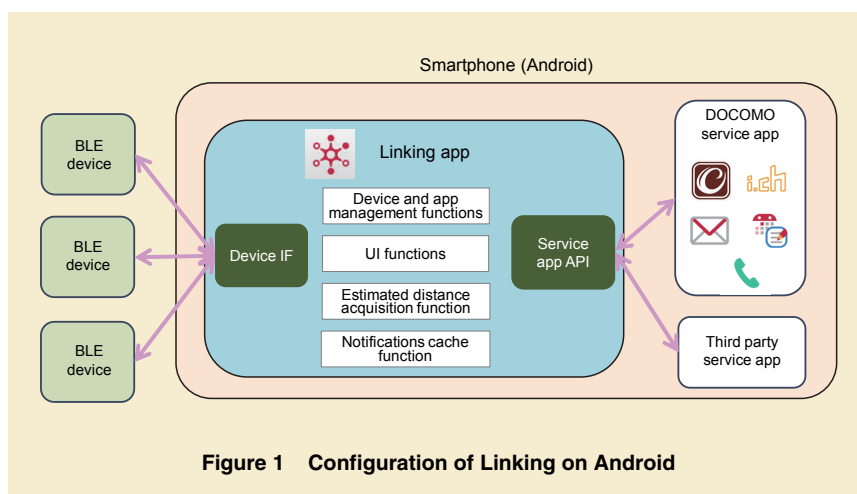 Smartphone (Android)
BLE
device
BLE
device
BLE
device
Linking app
Device and app
management functions
Device IF
UI functions
Estimated distance
acquisition function
Notifications cache
function
Service
app API
DOCOMO
service app
i.ch
Third party
service app
Figure 1 Configuration of Linking on Android